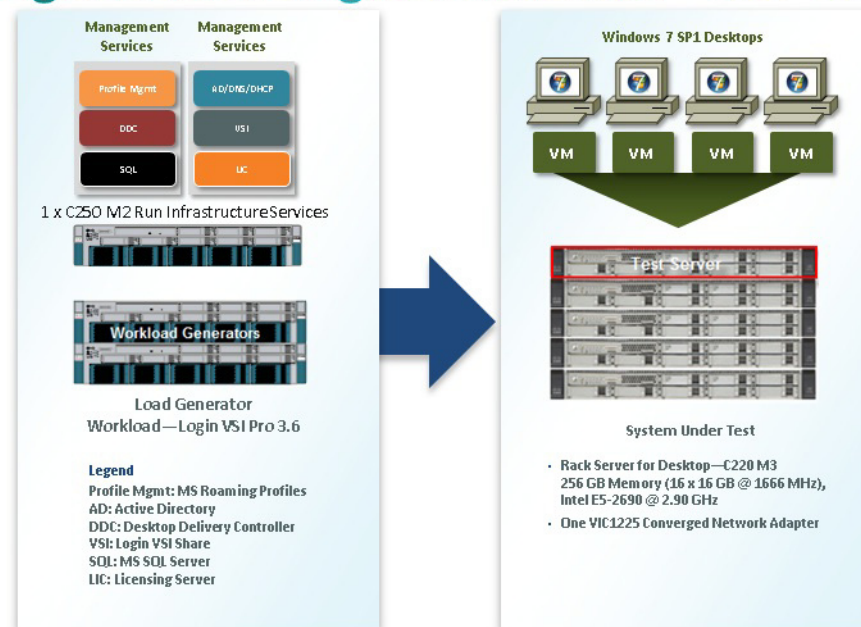 Management
Services
Management
Services
Profile Mgmt
AD/DNS/DHCP
DDC
VSI
SQL
LIC
1 x C250 M2 Run Infrastructure Services
Workload Generators
Load Generator
Workload—Login VSI Pro 3.6
Legend
Profile Mgmt: MS Roaming Profiles
AD: Active Directory
DDC: Desktop Delivery Controller
VSI: Login VSI Share
SQL: MS SQL Server
LIC: Licensing Server
Windows 7 SP1 Desktops
VM
VM
VM
VM
Test Server
System Under Test
• Rack Server for Desktop—C220 M3
256 GB Memory (16 x 16 GB @ 1666 MHz),
Intel E5-2690 @ 2.90 GHz
• One VIC1225 Converged Network Adapter